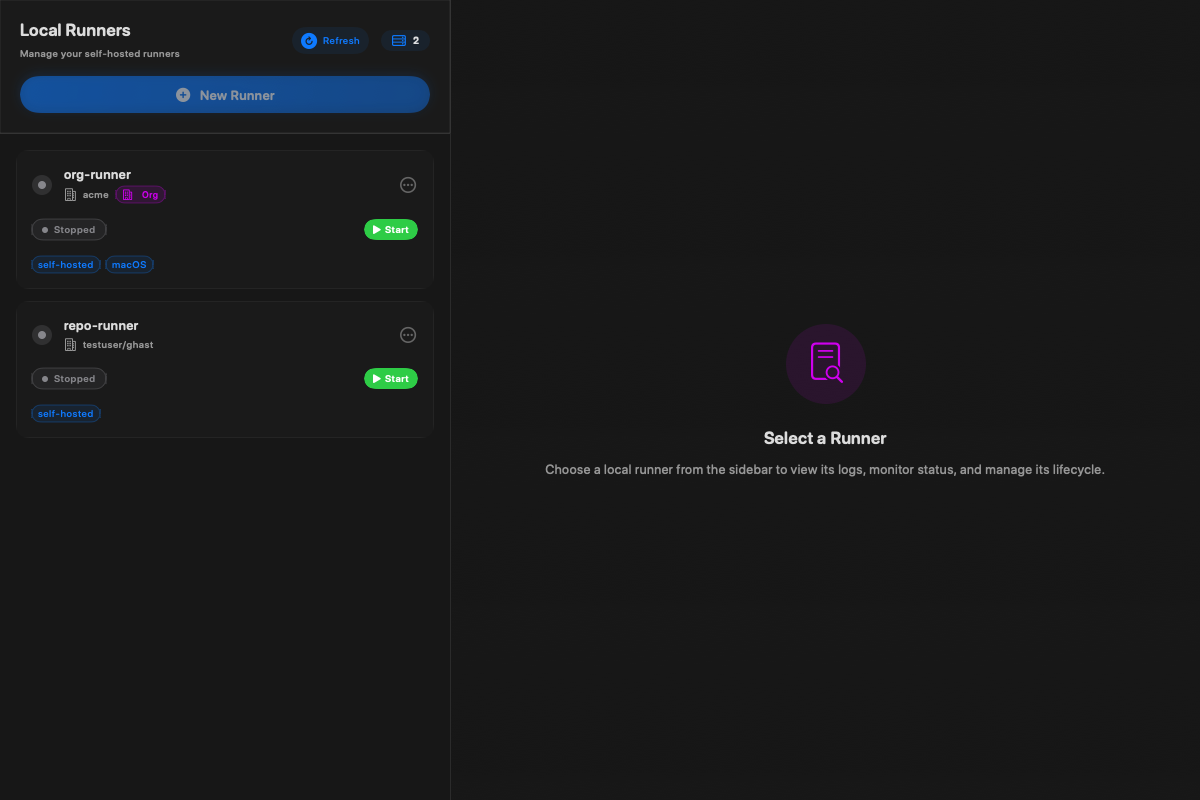 Local Runners
Manage your self-hosted runners
Refresh
2
New Runner
org-runner
acme
Org
Stopped
Start
self-hosted
macOS
repo-runner
testuser/ghast
Stopped
Start
self-hosted
Select a Runner
Choose a local runner from the sidebar to view its logs, monitor status, and manage its lifecycle.